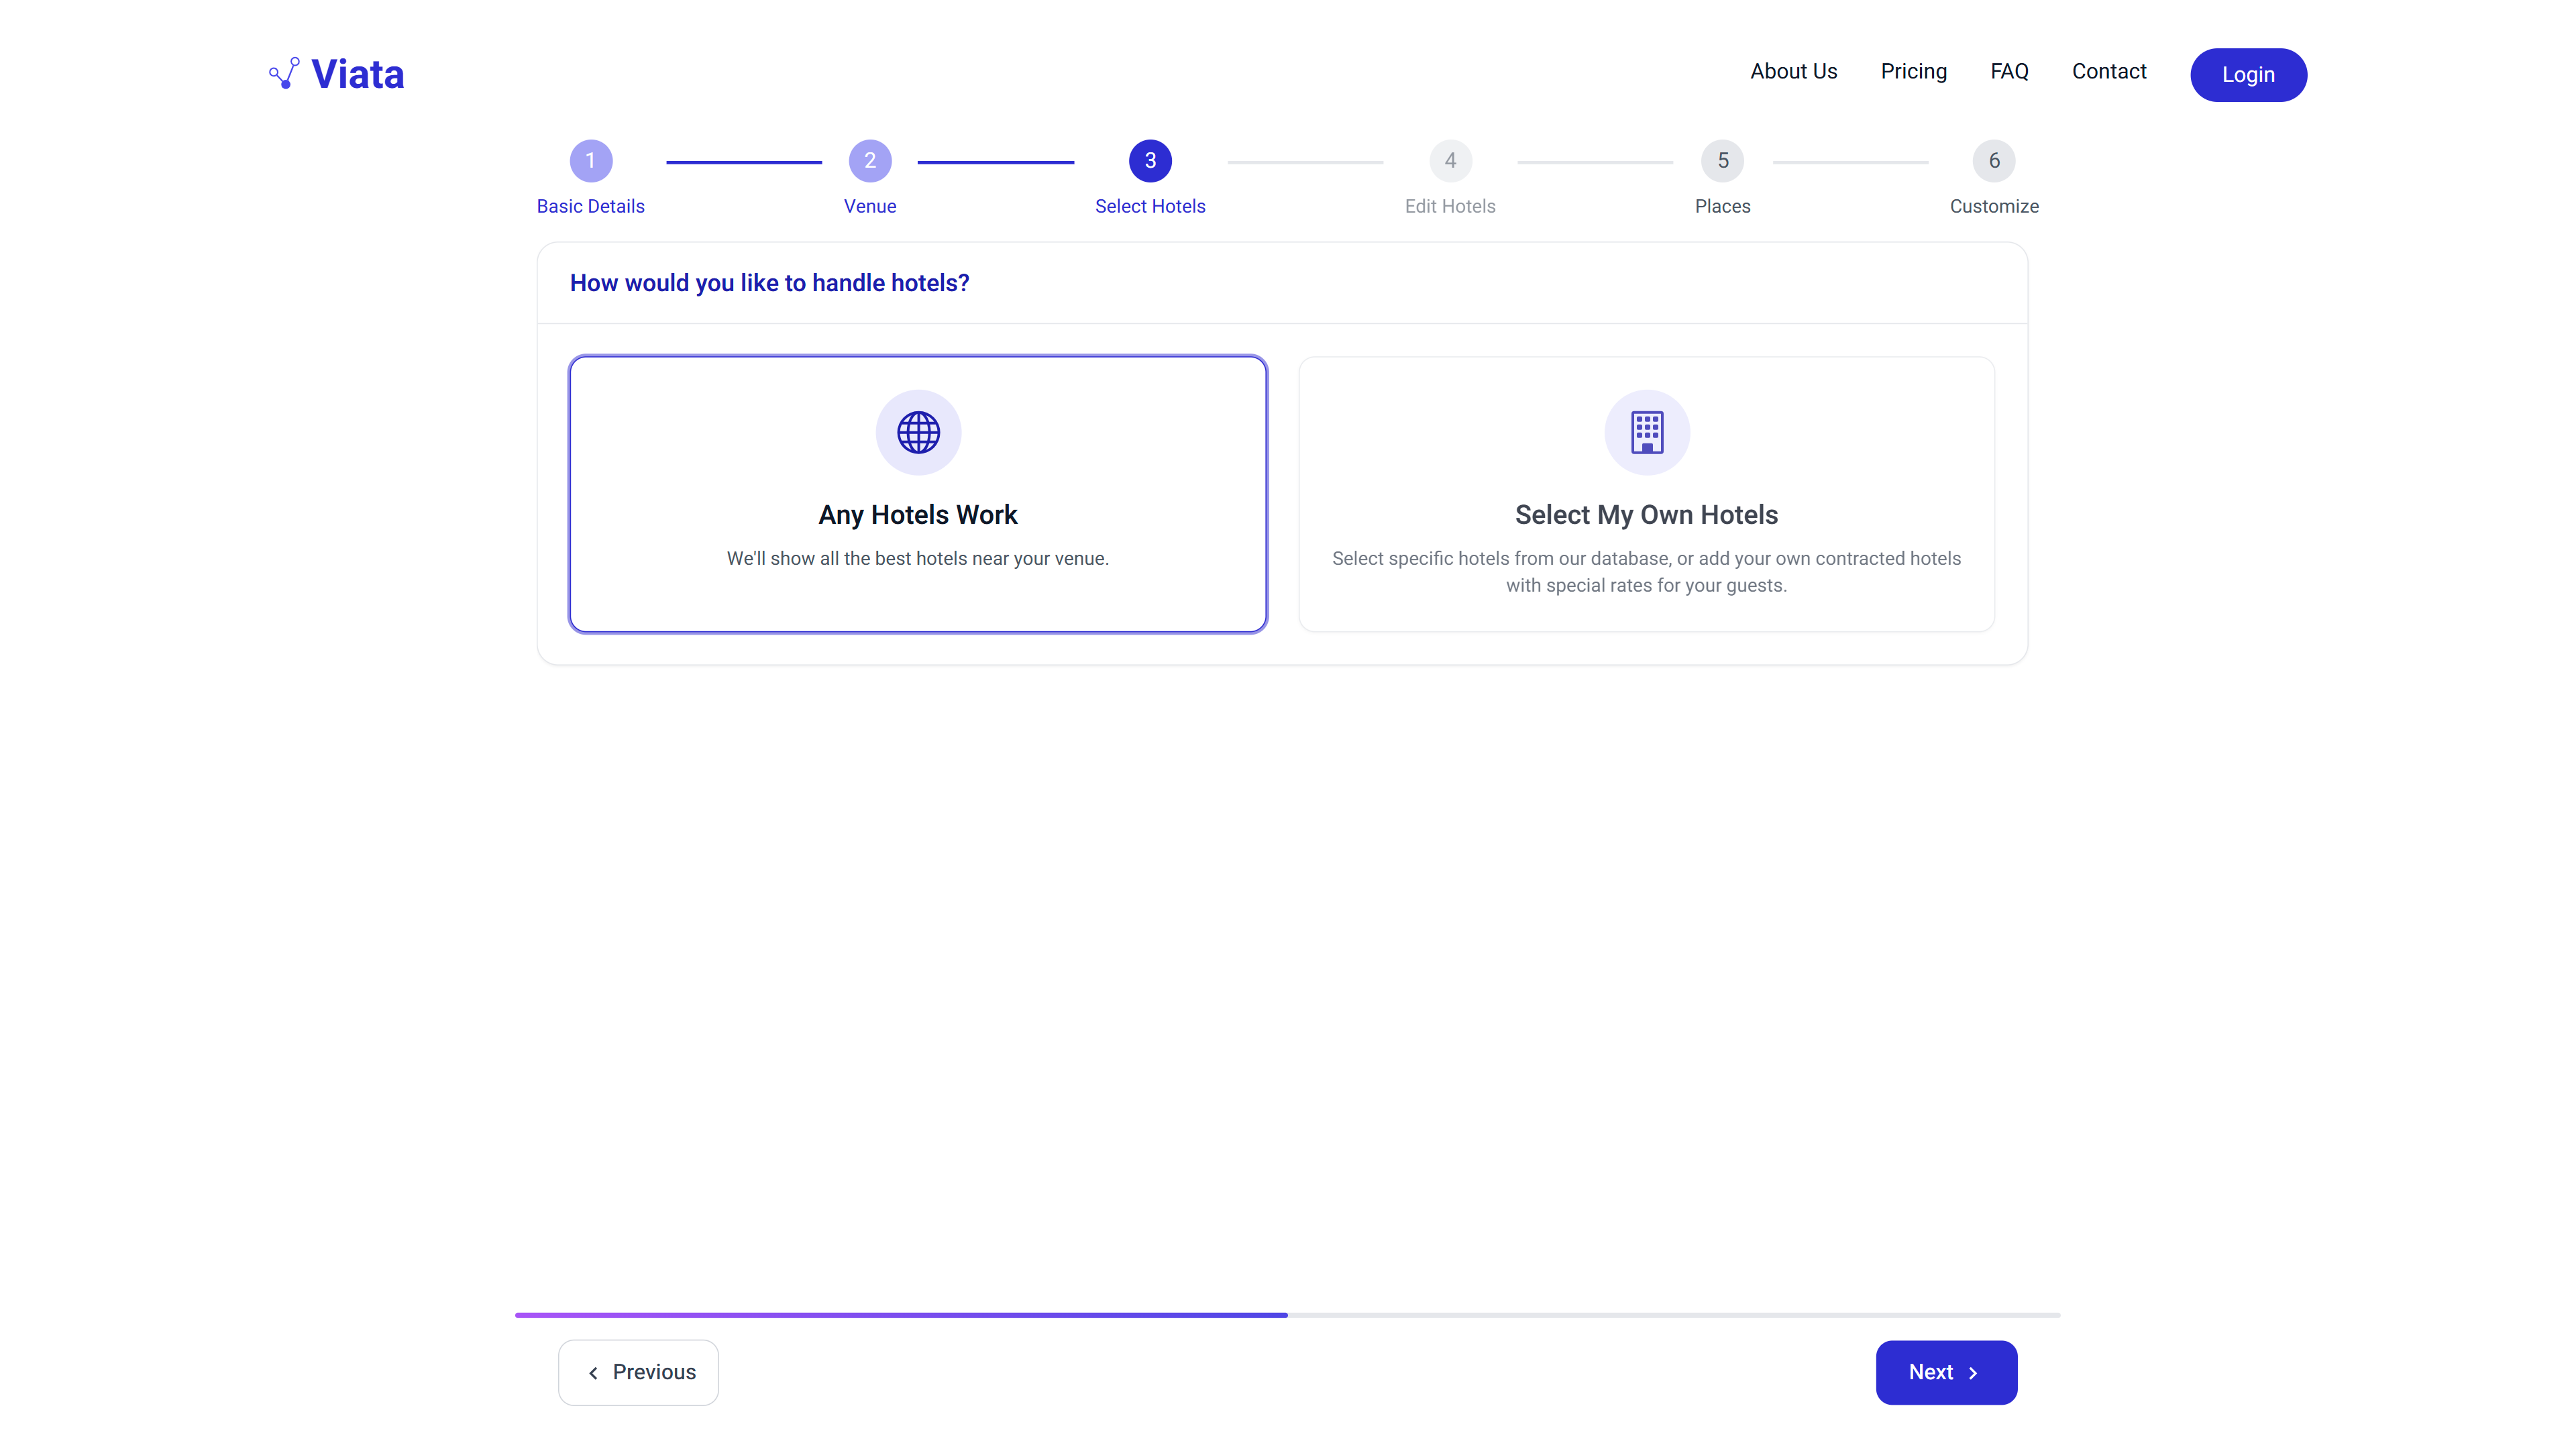 Viata
About Us
Pricing
FAQ
Contact
Login
1
2
3
4
5
6
Basic Details
Venue
Select Hotels
Edit Hotels
Places
Customize
How would you like to handle hotels?
Any Hotels Work
We'll show all the best hotels near your venue.
Select My Own Hotels
Select specific hotels from our database, or add your own contracted hotels
with special rates for your guests.
Previous
Next